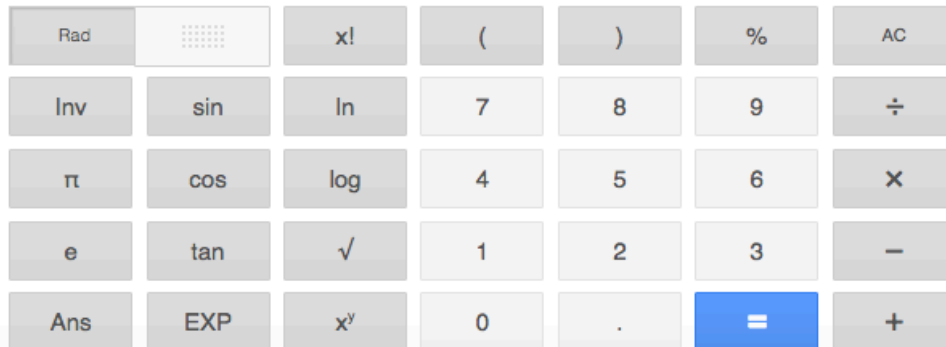 Rad x! ( ) % AC
Inv sin ln 7 8 9 ÷
π cos log 4 5 6 ×
e tan √ 1 2 3 −
Ans EXP xʸ 0 . = +